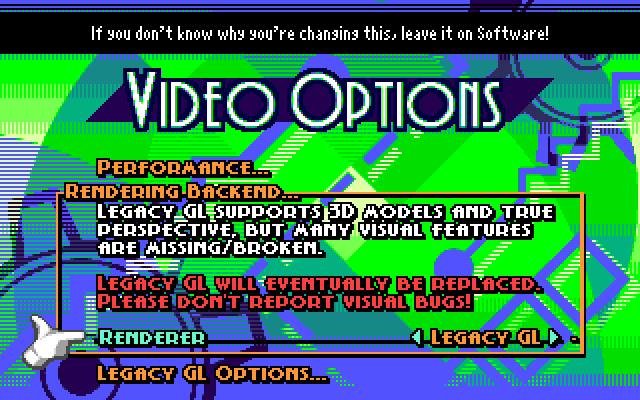 If you don't know why you're changing this, leave it on Software!
VIDEO OPTIONS
PERFORMANCE...
RENDERING BACKEND...
LEGACY GL SUPPORTS 3D MODELS AND TRUE
PERSPECTIVE, BUT MANY VISUAL FEATURES
ARE MISSING/BROKEN.
LEGACY GL WILL EVENTUALLY BE REPLACED.
PLEASE DON'T REPORT VISUAL BUGS!
RENDERER LEGACY GL
LEGACY GL OPTIONS...